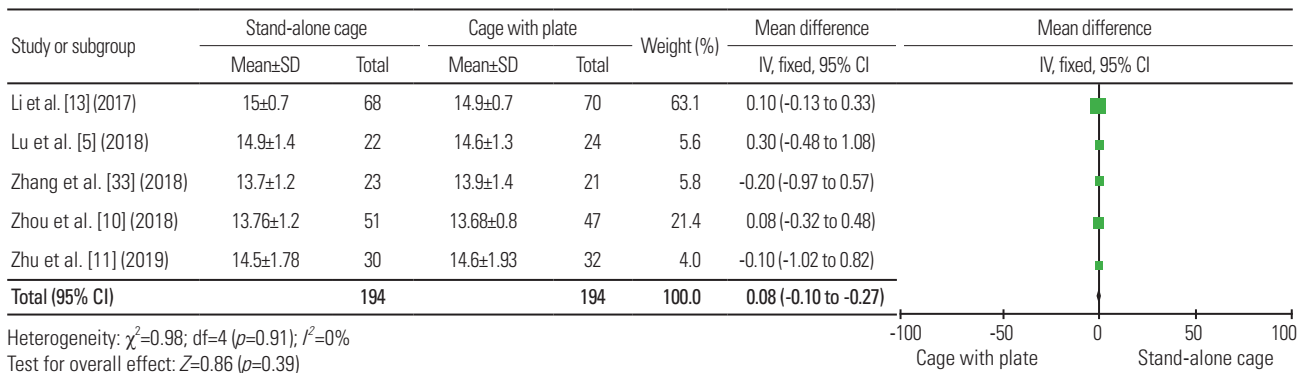 Study or subgroup Stand-alone cage Cage with plate Weight (%) Mean difference Mean difference
Mean±SD Total Mean±SD Total IV, fixed, 95% CI IV, fixed, 95% CI
Li et al. [13] (2017) 15±0.7 68 14.9±0.7 70 63.1 0.10 (-0.13 to 0.33)
Lu et al. [5] (2018) 14.9±1.4 22 14.6±1.3 24 5.6 0.30 (-0.48 to 1.08)
Zhang et al. [33] (2018) 13.7±1.2 23 13.9±1.4 21 5.8 -0.20 (-0.97 to 0.57)
Zhou et al. [10] (2018) 13.76±1.2 51 13.68±0.8 47 21.4 0.08 (-0.32 to 0.48)
Zhu et al. [11] (2019) 14.5±1.78 30 14.6±1.93 32 4.0 -0.10 (-1.02 to 0.82)
Total (95% CI) 194 194 100.0 0.08 (-0.10 to -0.27)
Heterogeneity: χ²=0.98; df=4 (p=0.91); I²=0%
Test for overall effect: Z=0.86 (p=0.39)
-100 -50 0 50 100
Cage with plate Stand-alone cage